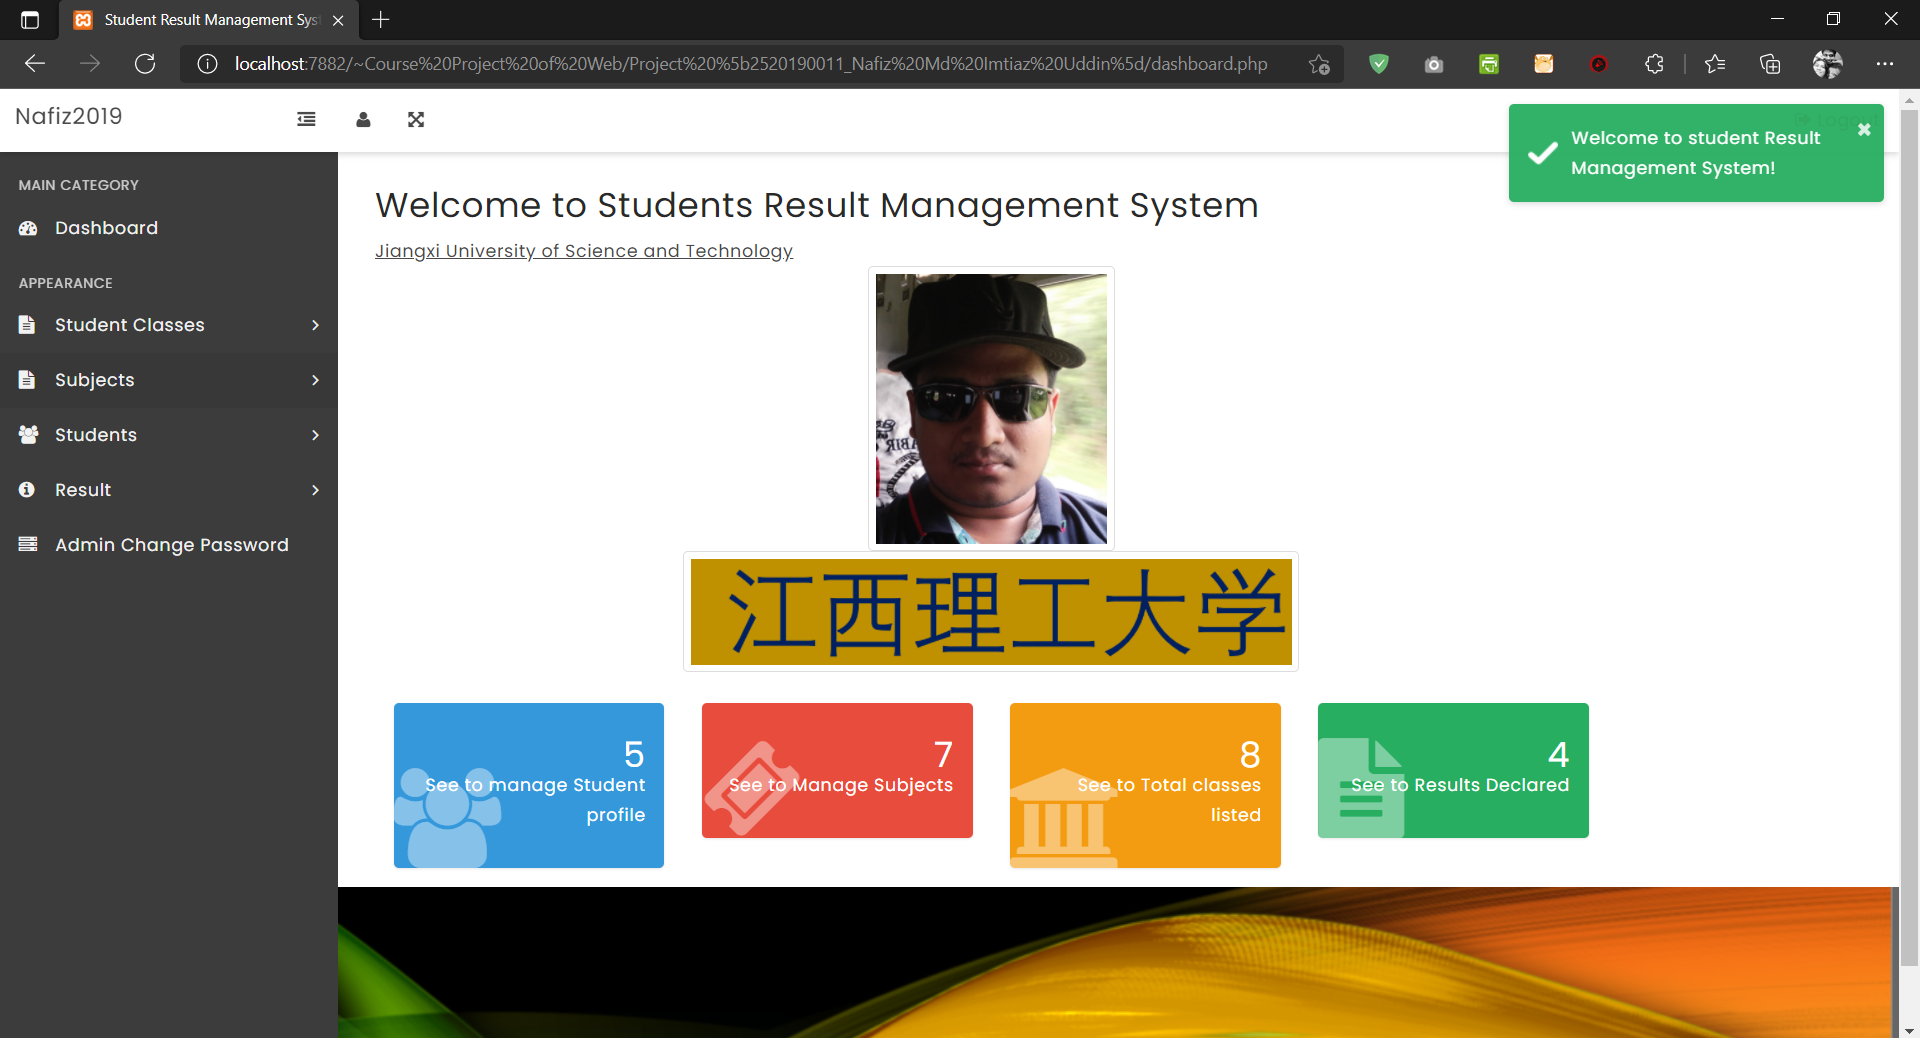 Student Result Management Sys
localhost:7882/~Course%20Project%20of%20Web/Project%20%5b2520190011_Nafiz%20Md%20Imtiaz%20Uddin%5d/dashboard.php
Nafiz2019
Logout
Welcome to student Result
Management System!
MAIN CATEGORY
Dashboard
APPEARANCE
Student Classes
Subjects
Students
Result
Admin Change Password
Welcome to Students Result Management System
Jiangxi University of Science and Technology
江西理工大学
5
See to manage Student
profile
7
See to Manage Subjects
8
See to Total classes
listed
4
See to Results Declared